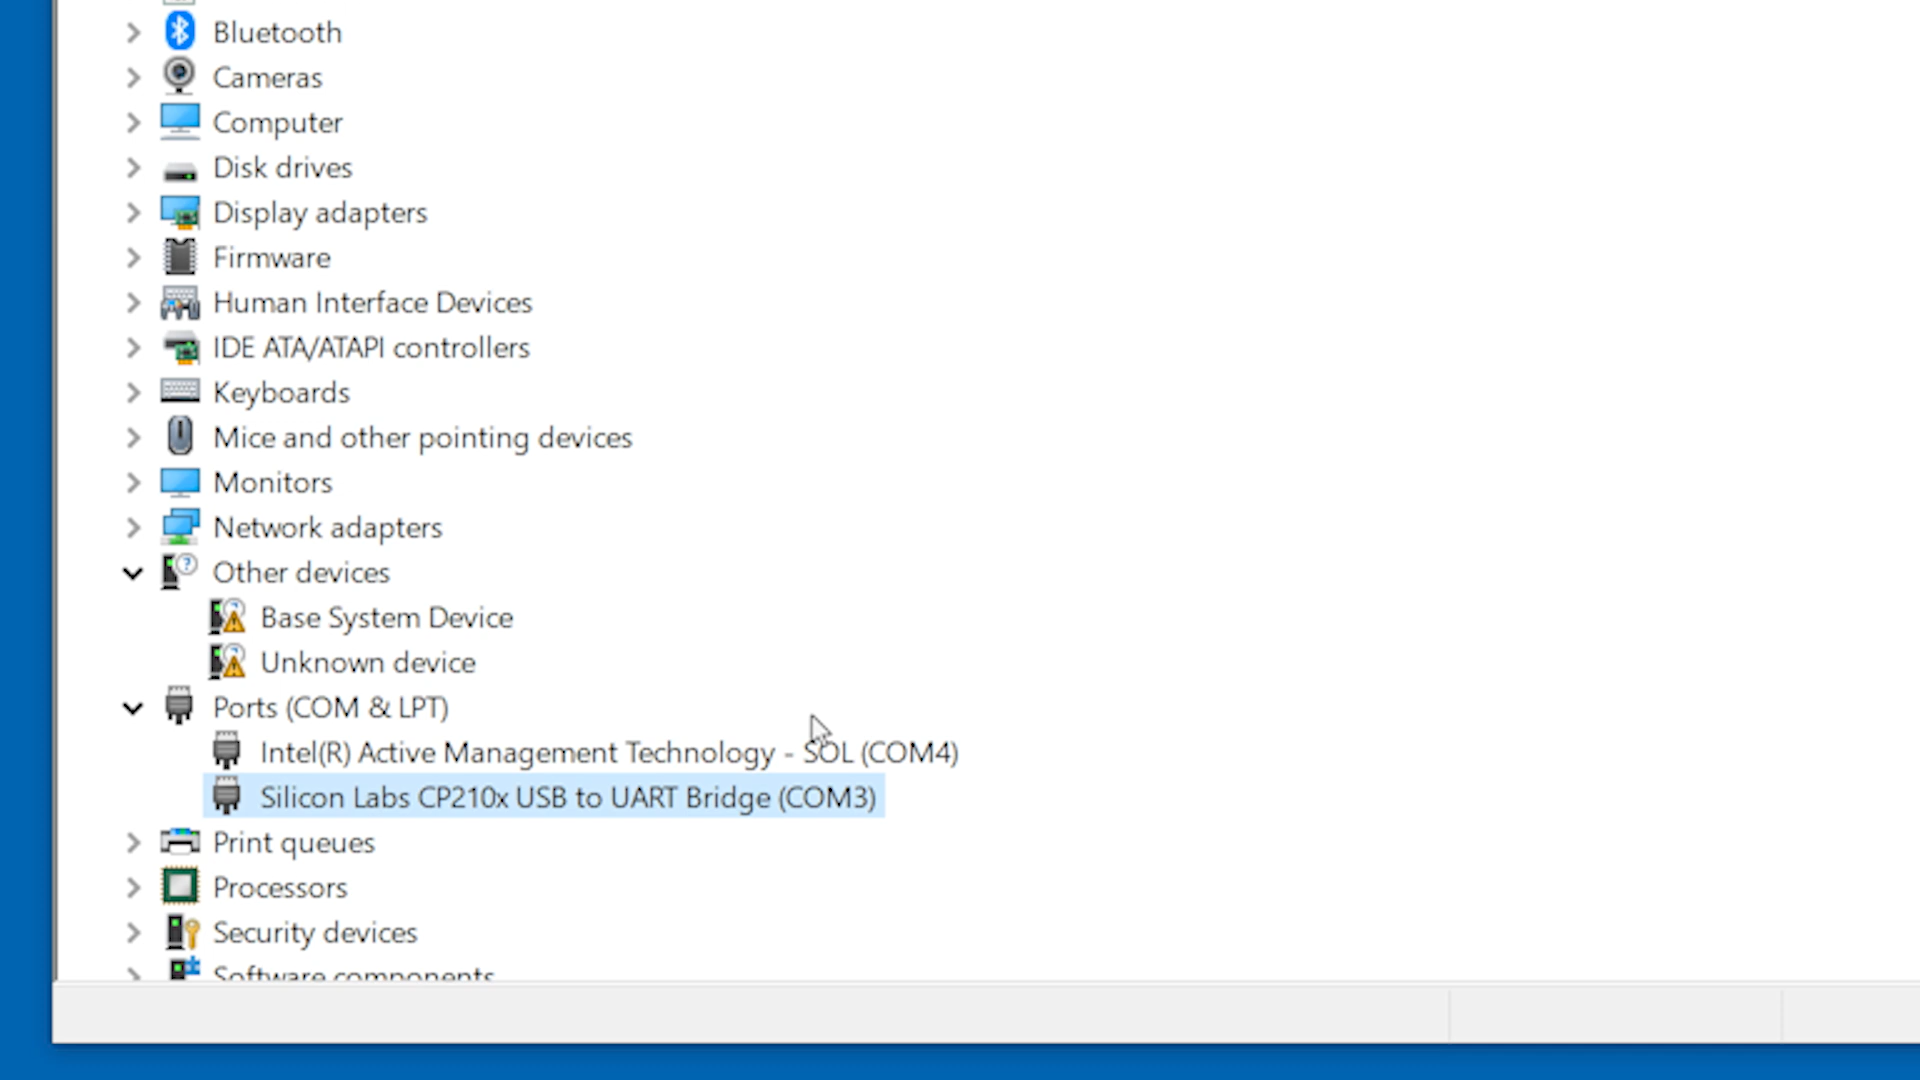 Bluetooth
Cameras
Computer
Disk drives
Display adapters
Firmware
Human Interface Devices
IDE ATA/ATAPI controllers
Keyboards
Mice and other pointing devices
Monitors
Network adapters
Other devices
Base System Device
Unknown device
Ports (COM & LPT)
Intel(R) Active Management Technology - SOL (COM4)
Silicon Labs CP210x USB to UART Bridge (COM3)
Print queues
Processors
Security devices
Software components